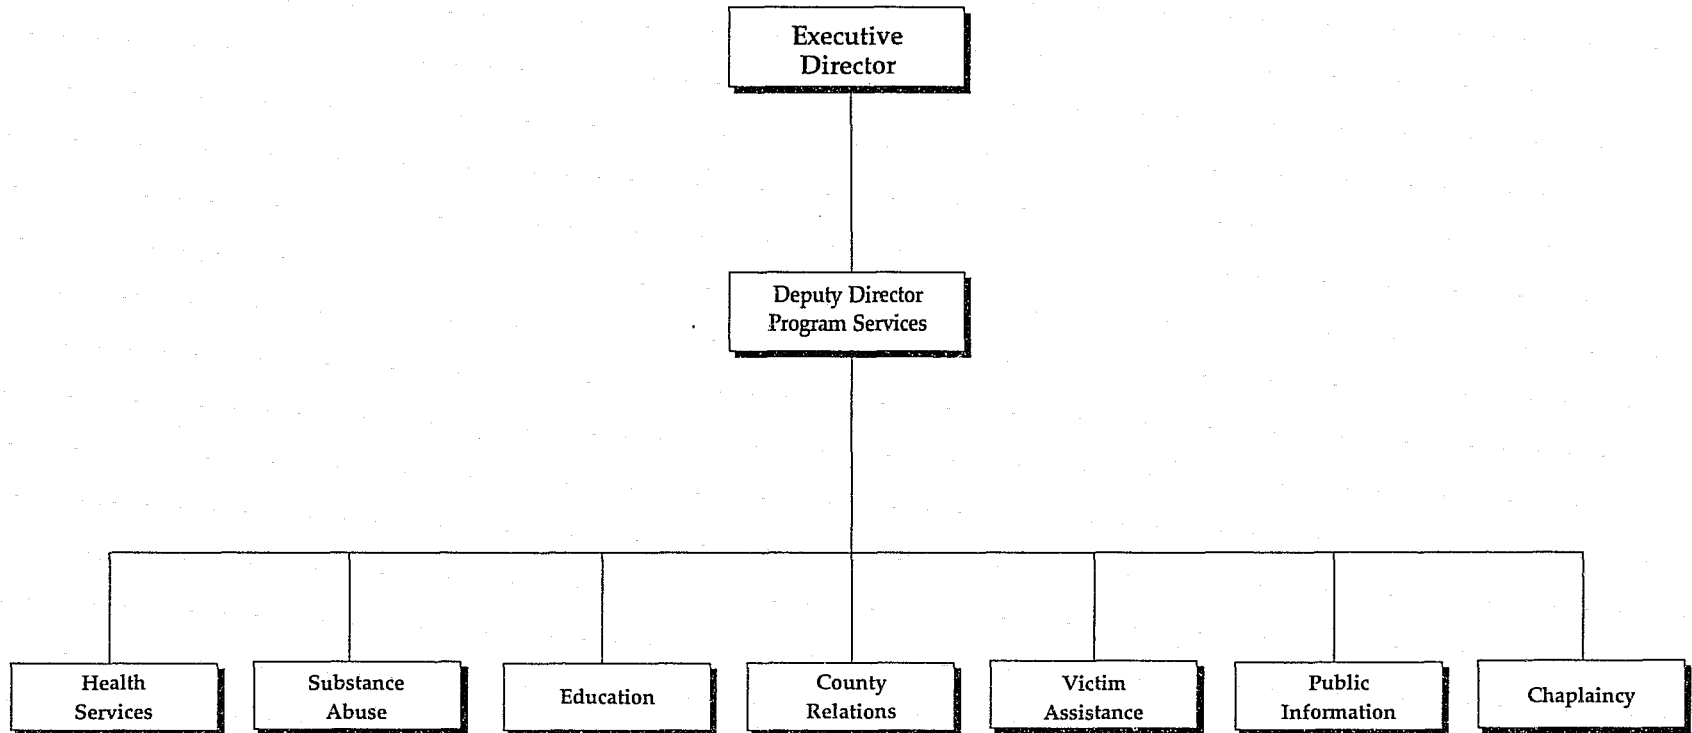 Executive
Director
Deputy Director
Program Services
Health
Services
Substance
Abuse
Education
County
Relations
Victim
Assistance
Public
Information
Chaplaincy